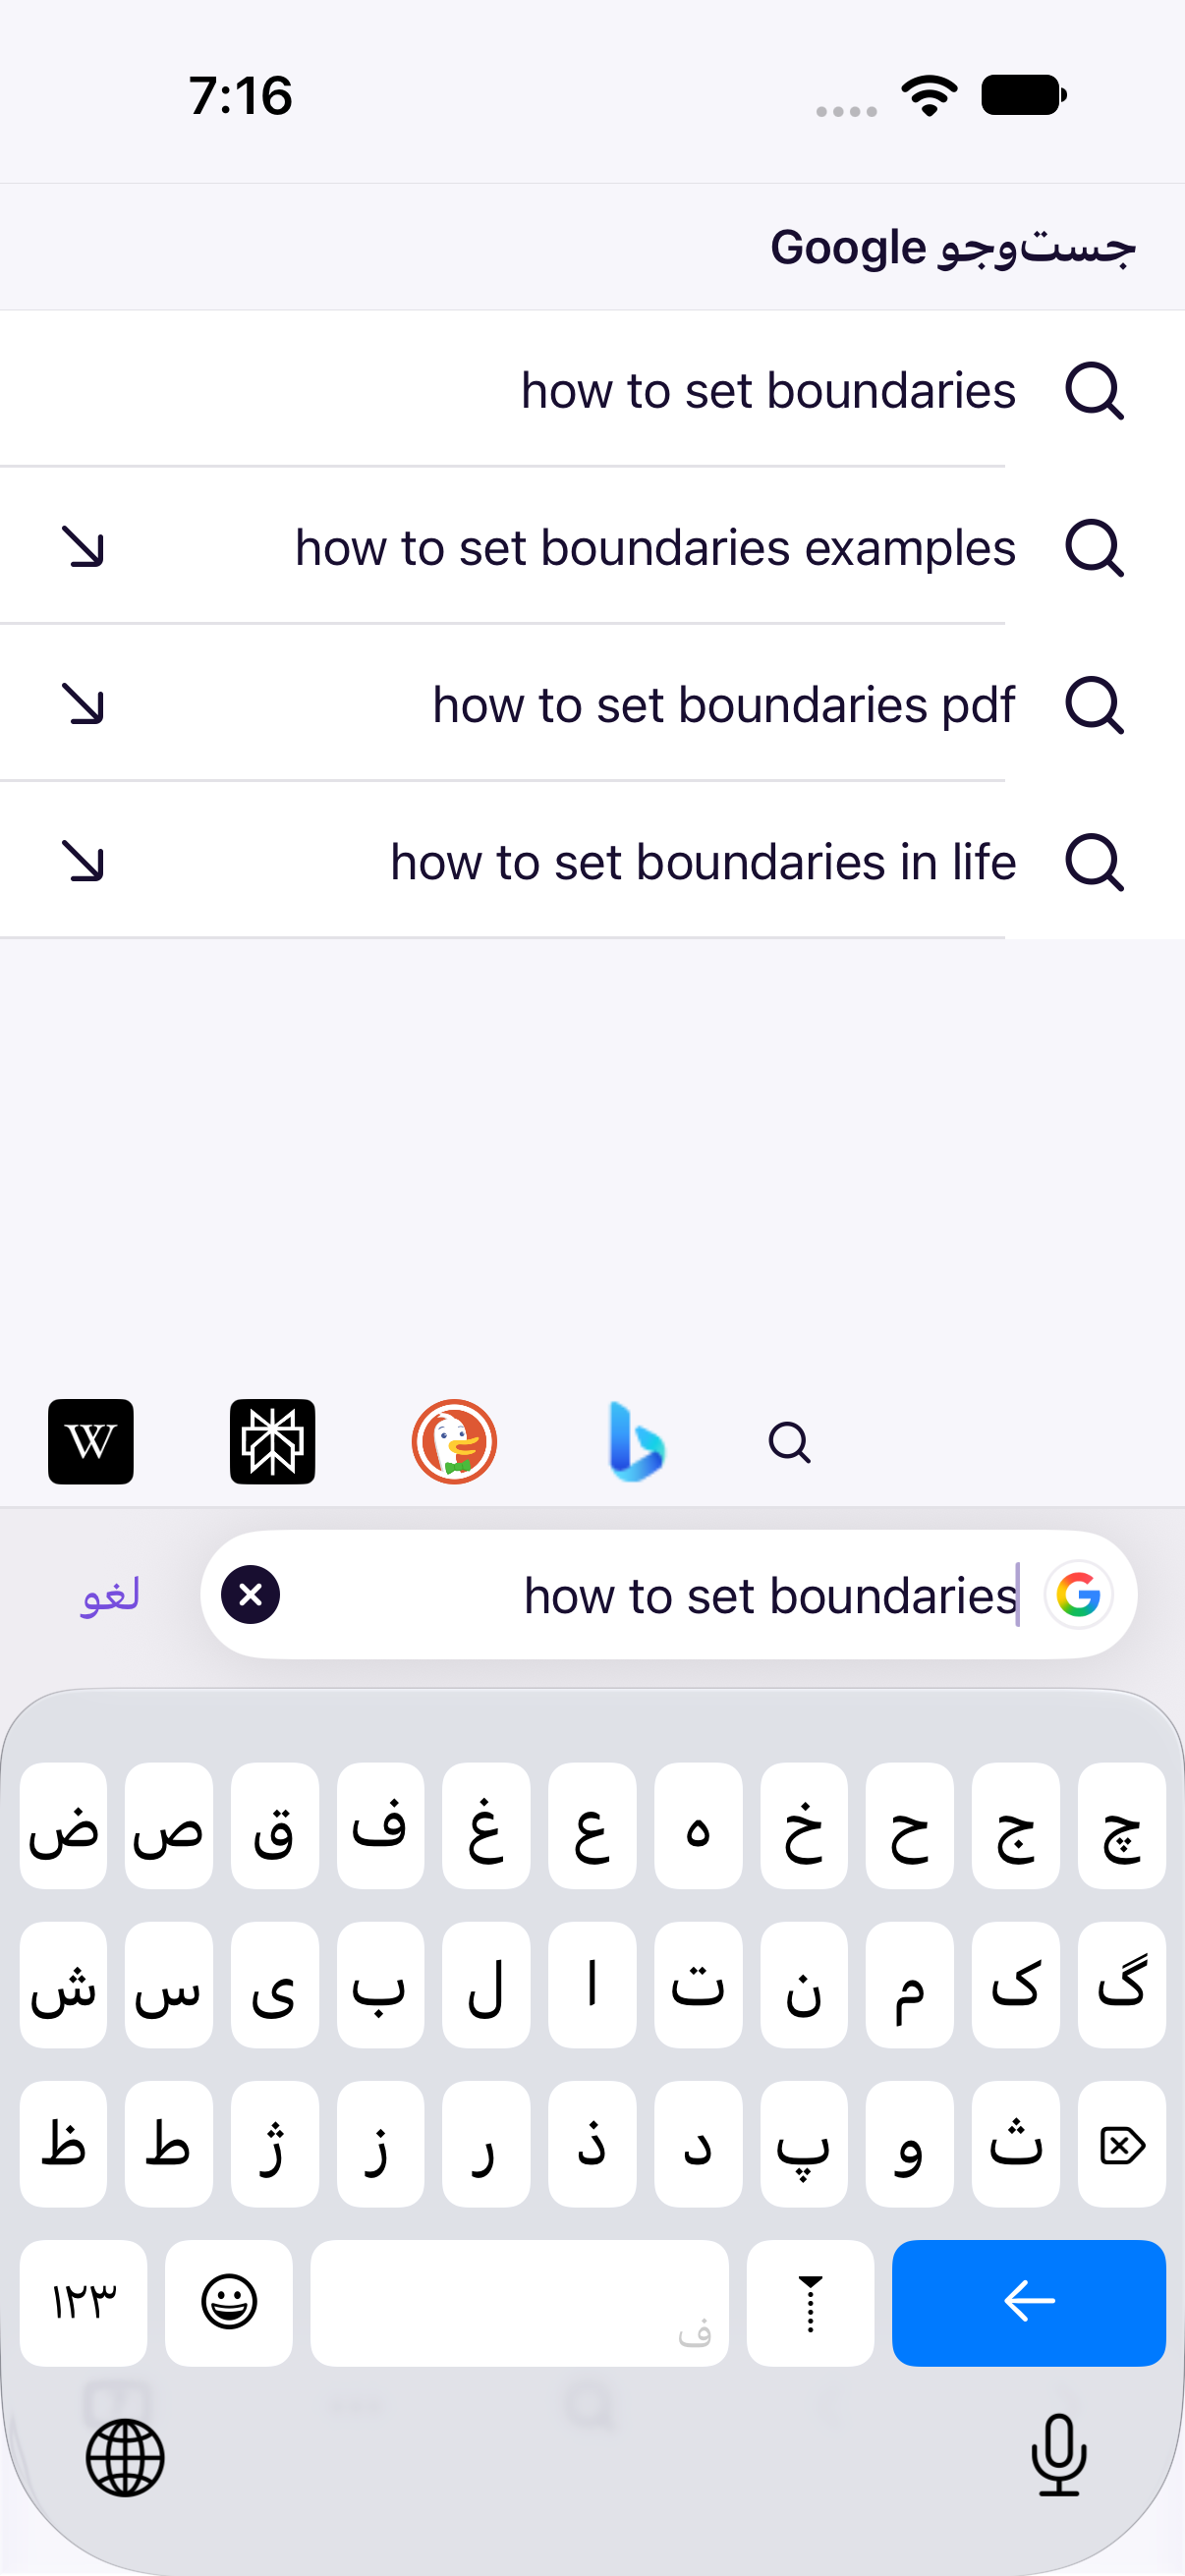 7:16
جست‌وجو Google
how to set boundaries
how to set boundaries examples
how to set boundaries pdf
how to set boundaries in life
W
لغو
how to set boundaries
ض ص ق ف غ ع ه خ ح ج چ
ش س ی ب ل ا ت ن م ک گ
ظ ط ژ ز ر ذ د پ و ث
۱۲۳
ف